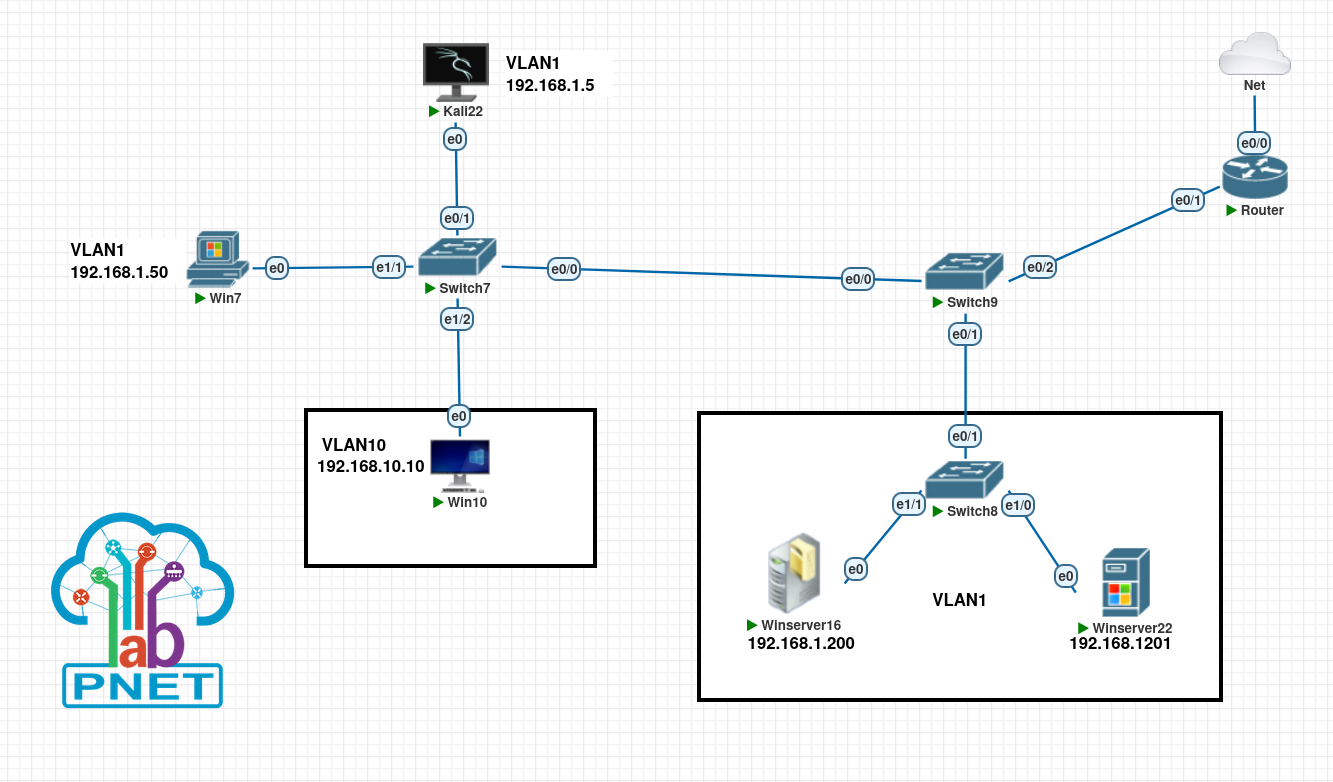 VLAN1
192.168.1.5
Kali22
e0
e0/1
Net
e0/0
Router
e0/1
VLAN1
192.168.1.50
Win7
e0
e1/1
Switch7
e0/0
e0/0
Switch9
e0/2
e1/2
e0/1
e0
VLAN10
192.168.10.10
Win10
e0/1
Switch8
e1/1
e1/0
e0
e0
VLAN1
Winserver16
192.168.1.200
Winserver22
192.168.1201
lab
PNET